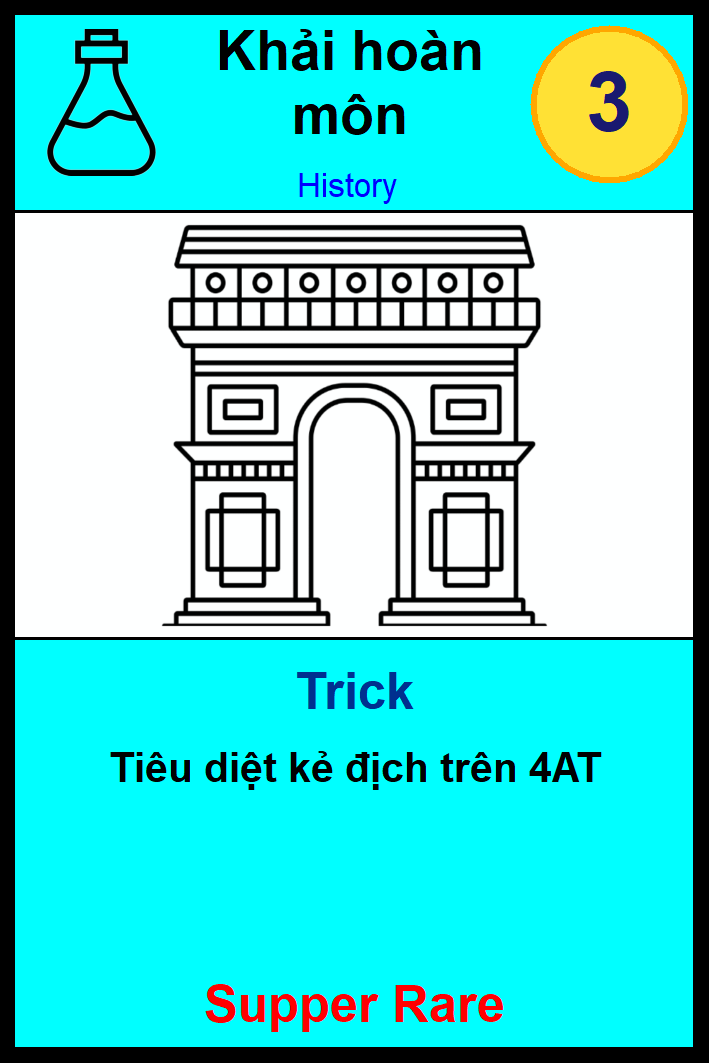 Khải hoàn
môn
3
History
Trick
Tiêu diệt kẻ địch trên 4AT
Supper Rare